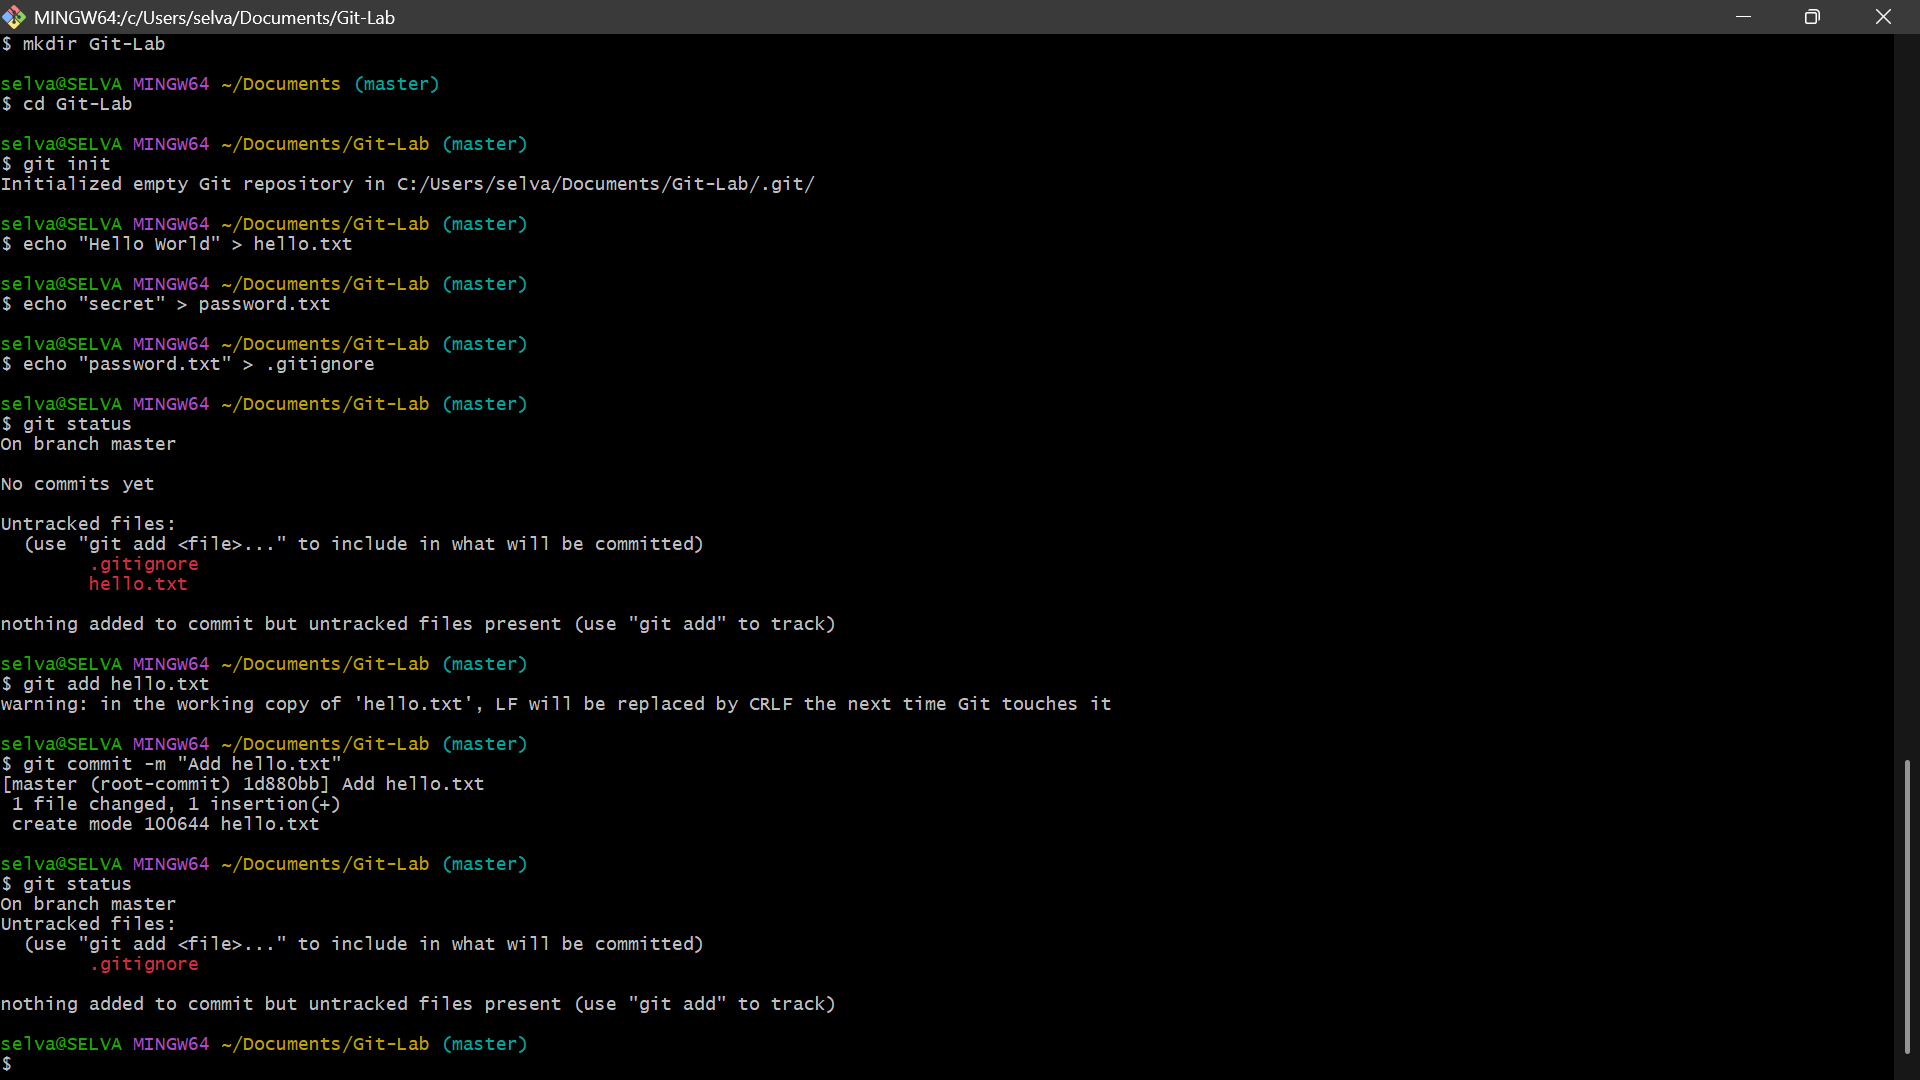 MINGW64:/c/Users/selva/Documents/Git-Lab
$ mkdir Git-Lab
selva@SELVA MINGW64 ~/Documents (master)
$ cd Git-Lab
selva@SELVA MINGW64 ~/Documents/Git-Lab (master)
$ git init
Initialized empty Git repository in C:/Users/selva/Documents/Git-Lab/.git/
selva@SELVA MINGW64 ~/Documents/Git-Lab (master)
$ echo "Hello World" > hello.txt
selva@SELVA MINGW64 ~/Documents/Git-Lab (master)
$ echo "secret" > password.txt
selva@SELVA MINGW64 ~/Documents/Git-Lab (master)
$ echo "password.txt" > .gitignore
selva@SELVA MINGW64 ~/Documents/Git-Lab (master)
$ git status
On branch master
No commits yet
Untracked files:
  (use "git add <file>..." to include in what will be committed)
        .gitignore
        hello.txt
nothing added to commit but untracked files present (use "git add" to track)
selva@SELVA MINGW64 ~/Documents/Git-Lab (master)
$ git add hello.txt
warning: in the working copy of 'hello.txt', LF will be replaced by CRLF the next time Git touches it
selva@SELVA MINGW64 ~/Documents/Git-Lab (master)
$ git commit -m "Add hello.txt"
[master (root-commit) 1d880bb] Add hello.txt
 1 file changed, 1 insertion(+)
 create mode 100644 hello.txt
selva@SELVA MINGW64 ~/Documents/Git-Lab (master)
$ git status
On branch master
Untracked files:
  (use "git add <file>..." to include in what will be committed)
        .gitignore
nothing added to commit but untracked files present (use "git add" to track)
selva@SELVA MINGW64 ~/Documents/Git-Lab (master)
$